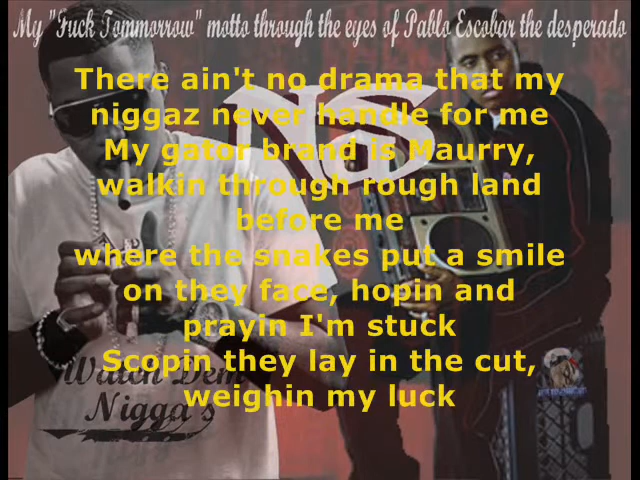 My "Fuck Tommorrow" motto through the eyes of Pablo Escobar the desperado
NAS
There ain't no drama that my
niggaz never handle for me
My gator brand is Maurry,
walkin through rough land
before me
where the snakes put a smile
on they face, hopin and
prayin I'm stuck
Scopin they lay in the cut,
weighin my luck
Watch Dem
Nigga's